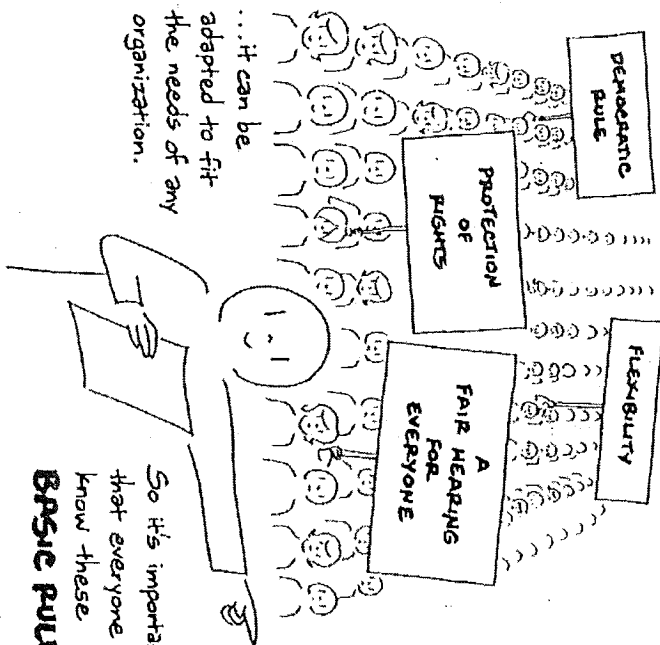 DEMOCRATIC
RULE
PROTECTION
OF
RIGHTS
FLEXIBILITY
A
FAIR HEARING
FOR
EVERYONE
...it can be
adapted to fit
the needs of any
organization.
So it's importa
that everyone
know these
BASIC RUL